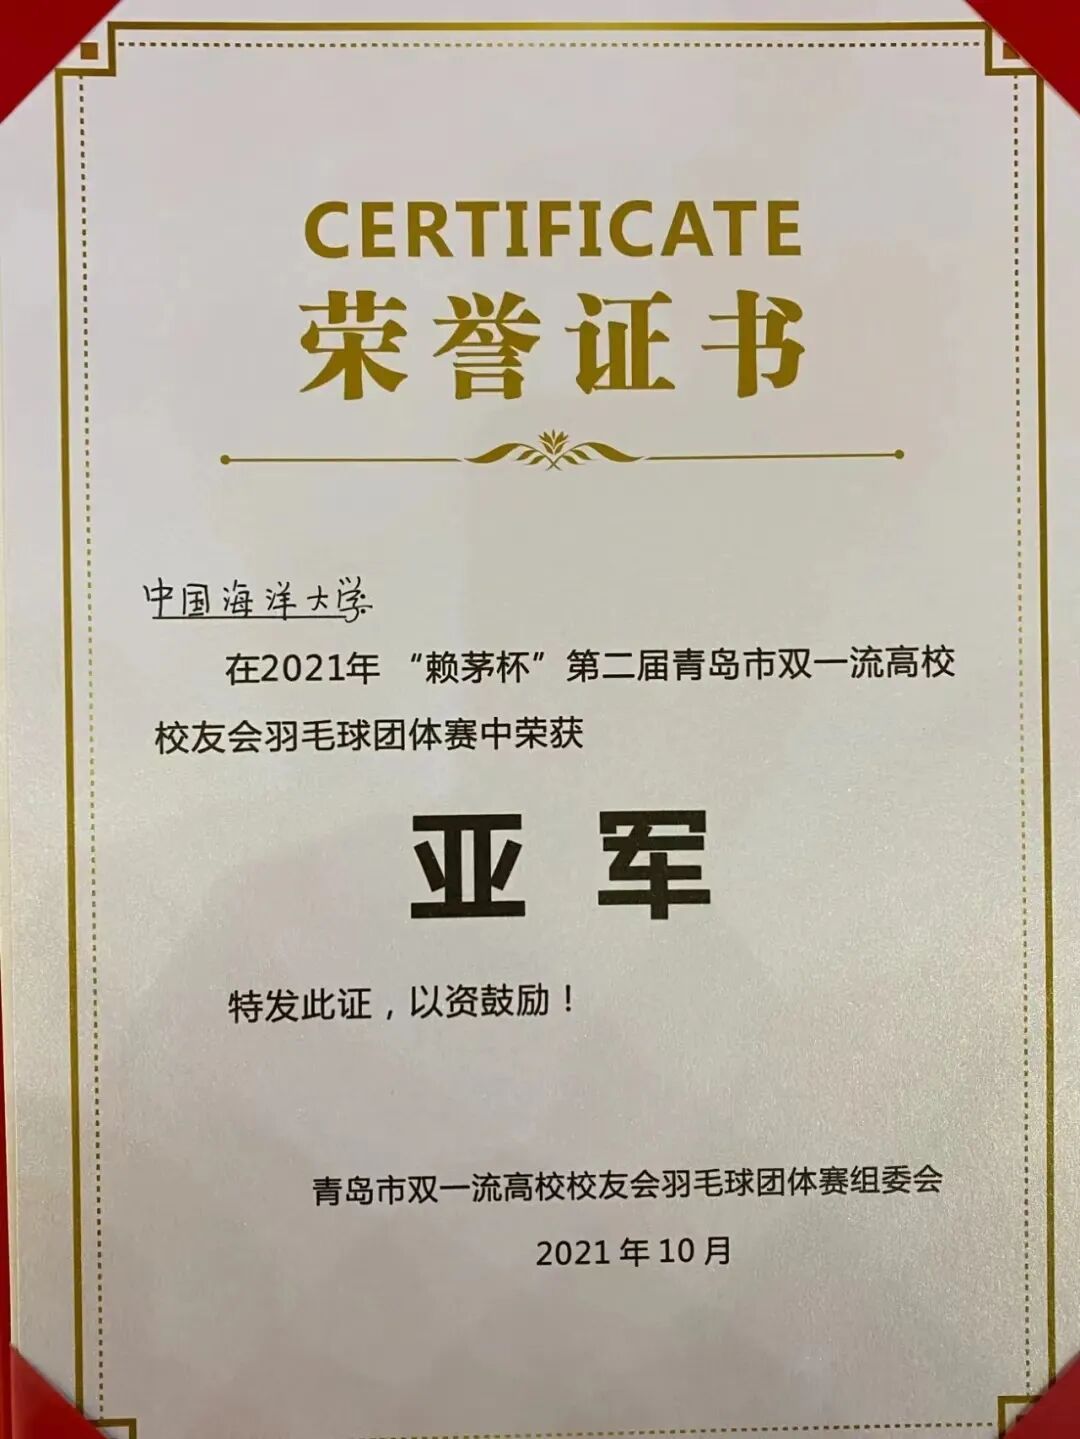 CERTIFICATE
荣誉证书
中国海洋大学
在2021年 “赖茅杯”第二届青岛市双一流高校
校友会羽毛球团体赛中荣获
亚军
特发此证，以资鼓励！
青岛市双一流高校校友会羽毛球团体赛组委会
2021年10月